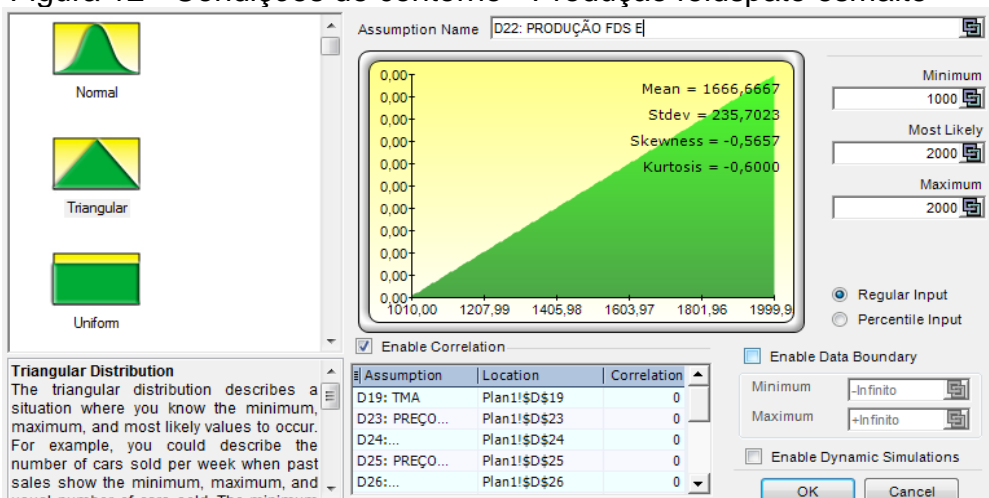 Assumption Name D22: PRODUÇÃO FDS E
Normal
Triangular
Uniform
Mean = 1666,6667
Stdev = 235,7023
Skewness = -0,5657
Kurtosis = -0,6000
0,00
0,00
0,00
0,00
0,00
0,00
0,00
0,00
0,00
0,00
0,00
1010,00 1207,99 1405,98 1603,97 1801,96 1999,9
Minimum
1000
Most Likely
2000
Maximum
2000
Regular Input
Percentile Input
Triangular Distribution
The triangular distribution describes a
situation where you know the minimum,
maximum, and most likely values to occur.
For example, you could describe the
number of cars sold per week when past
sales show the minimum, maximum, and
Enable Correlation
Assumption Location Correlation
D19: TMA Plan1!$D$19 0
D23: PREÇO... Plan1!$D$23 0
D24:... Plan1!$D$24 0
D25: PREÇO... Plan1!$D$25 0
D26:... Plan1!$D$26 0
Enable Data Boundary
Minimum -Infinito
Maximum +Infinito
Enable Dynamic Simulations
OK Cancel